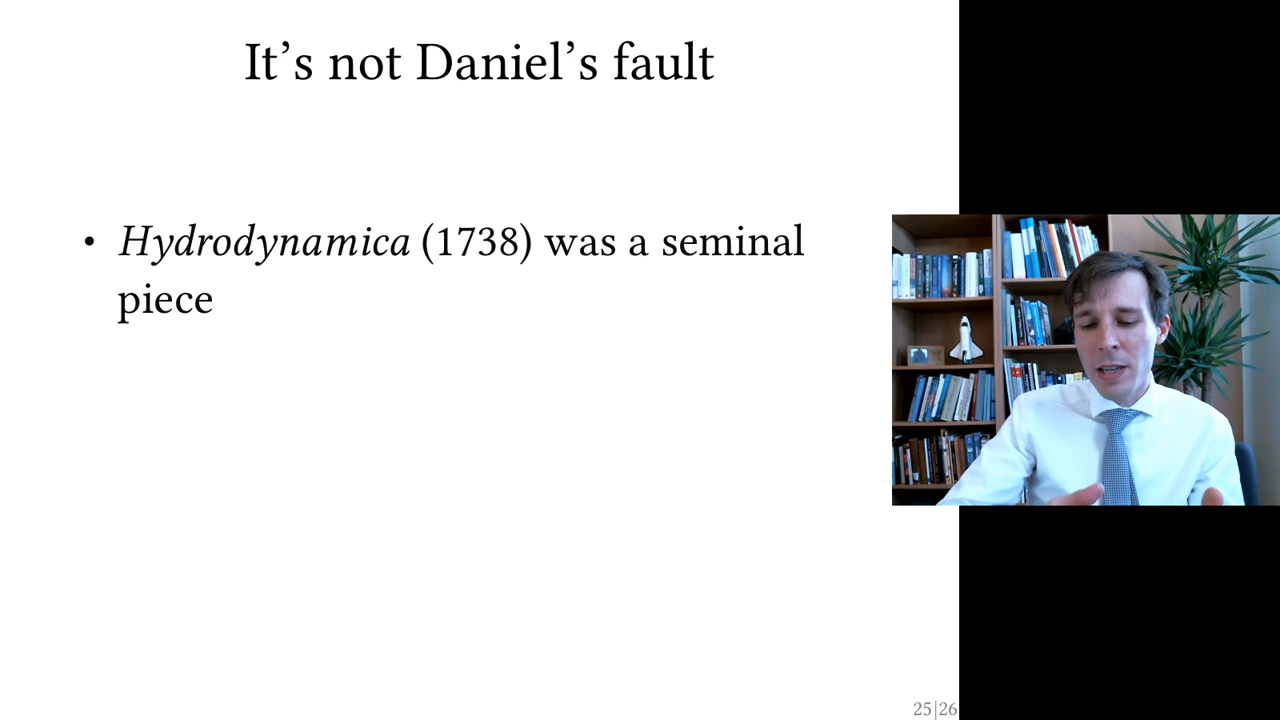 It’s not Daniel’s fault
• Hydrodynamica (1738) was a seminal
piece
25|26